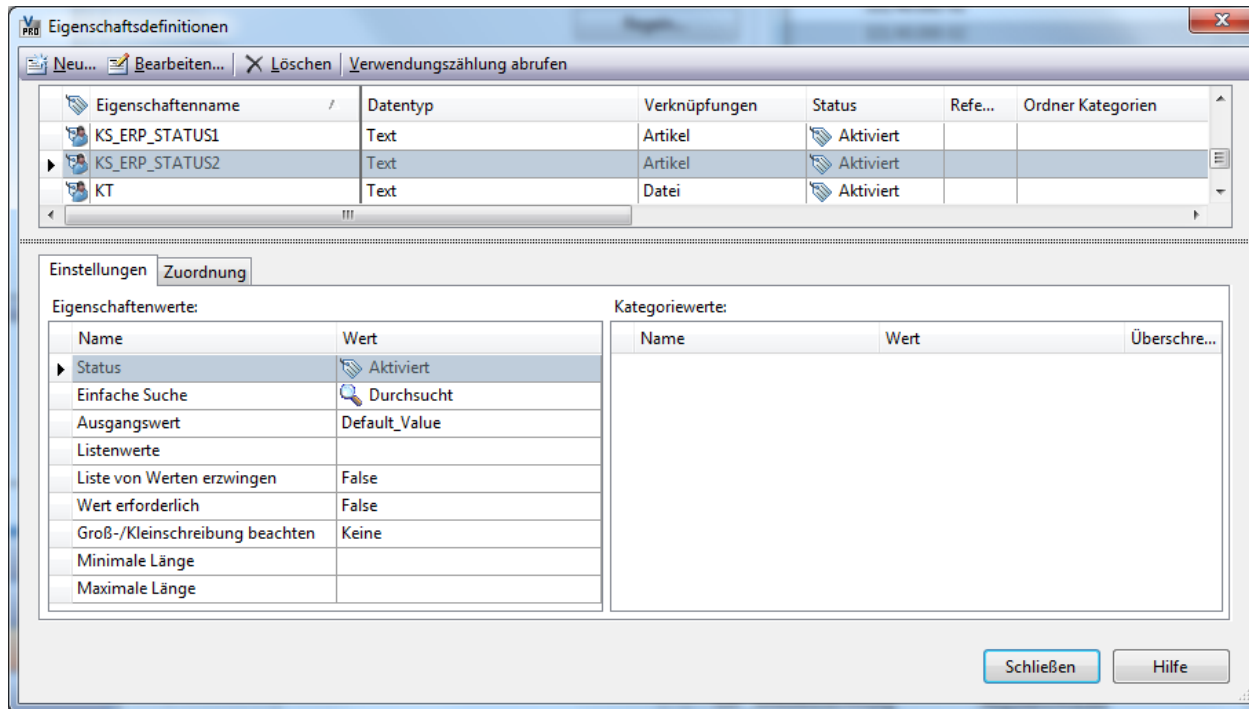 V PRO Eigenschaftsdefinitionen
Neu... Bearbeiten... Löschen Verwendungszählung abrufen
Eigenschaftenname Datentyp Verknüpfungen Status Refe... Ordner Kategorien
KS_ERP_STATUS1 Text Artikel Aktiviert
KS_ERP_STATUS2 Text Artikel Aktiviert
KT Text Datei Aktiviert
Einstellungen Zuordnung
Eigenschaftenwerte: Kategoriewerte:
Name Wert Name Wert Überschre...
Status Aktiviert
Einfache Suche Durchsucht
Ausgangswert Default_Value
Listenwerte
Liste von Werten erzwingen False
Wert erforderlich False
Groß-/Kleinschreibung beachten Keine
Minimale Länge
Maximale Länge
Schließen Hilfe